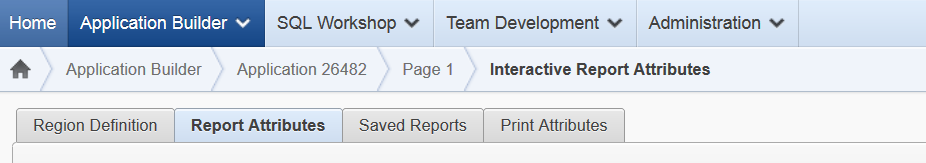 Home Application Builder SQL Workshop Team Development Administration
Application Builder Application 26482 Page 1 Interactive Report Attributes
Region Definition Report Attributes Saved Reports Print Attributes